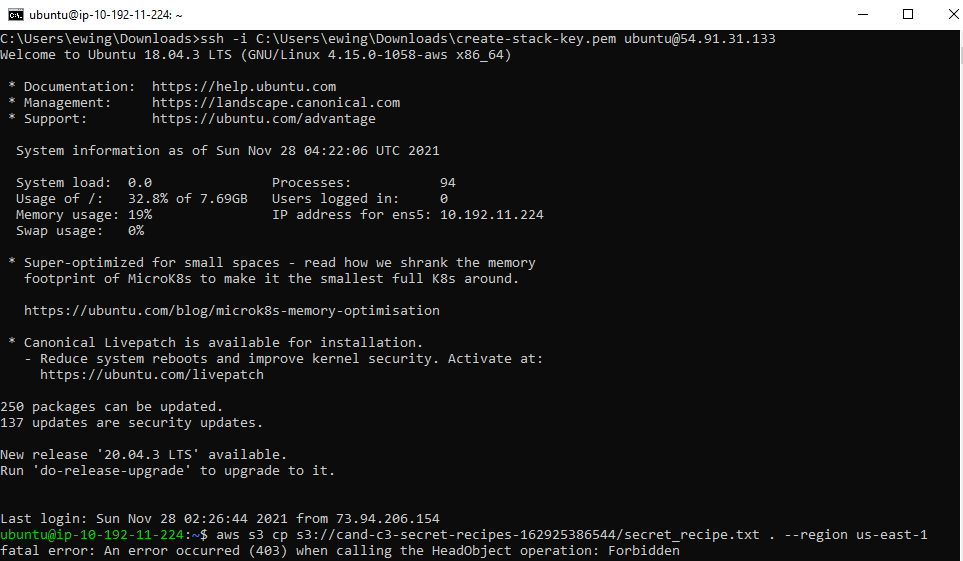 ubuntu@ip-10-192-11-224: ~
C:\Users\ewing\Downloads>ssh -i C:\Users\ewing\Downloads\create-stack-key.pem ubuntu@54.91.31.133
Welcome to Ubuntu 18.04.3 LTS (GNU/Linux 4.15.0-1058-aws x86_64)
* Documentation:  https://help.ubuntu.com
* Management:     https://landscape.canonical.com
* Support:        https://ubuntu.com/advantage
System information as of Sun Nov 28 04:22:06 UTC 2021
System load:  0.0               Processes:           94
Usage of /:   32.8% of 7.69GB   Users logged in:     0
Memory usage: 19%               IP address for ens5: 10.192.11.224
Swap usage:   0%
* Super-optimized for small spaces - read how we shrank the memory
footprint of MicroK8s to make it the smallest full K8s around.
https://ubuntu.com/blog/microk8s-memory-optimisation
* Canonical Livepatch is available for installation.
- Reduce system reboots and improve kernel security. Activate at:
https://ubuntu.com/livepatch
250 packages can be updated.
137 updates are security updates.
New release '20.04.3 LTS' available.
Run 'do-release-upgrade' to upgrade to it.
Last login: Sun Nov 28 02:26:44 2021 from 73.94.206.154
ubuntu@ip-10-192-11-224:~$ aws s3 cp s3://cand-c3-secret-recipes-162925386544/secret_recipe.txt . --region us-east-1
fatal error: An error occurred (403) when calling the HeadObject operation: Forbidden